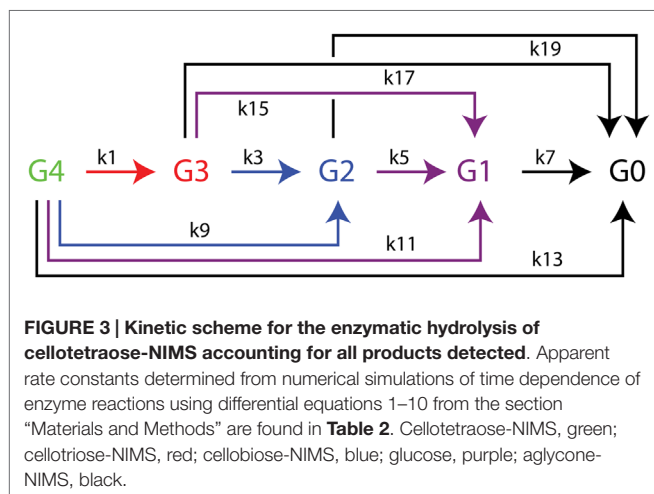 k19
k17
k15
G4 k1 G3 k3 G2 k5 G1 k7 G0
k9
k11
k13
FIGURE 3 | Kinetic scheme for the enzymatic hydrolysis of
cellotetraose-NIMS accounting for all products detected. Apparent
rate constants determined from numerical simulations of time dependence of
enzyme reactions using differential equations 1–10 from the section
“Materials and Methods” are found in Table 2. Cellotetraose-NIMS, green;
cellotriose-NIMS, red; cellobiose-NIMS, blue; glucose, purple; aglycone-
NIMS, black.